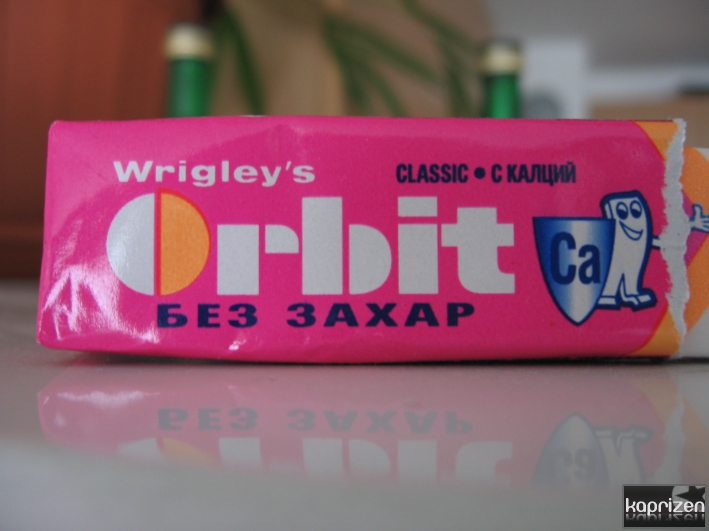 Wrigley's
CLASSIC • С КАЛЦИЙ
Orbit
Ca
БЕЗ ЗАХАР
kaprizen